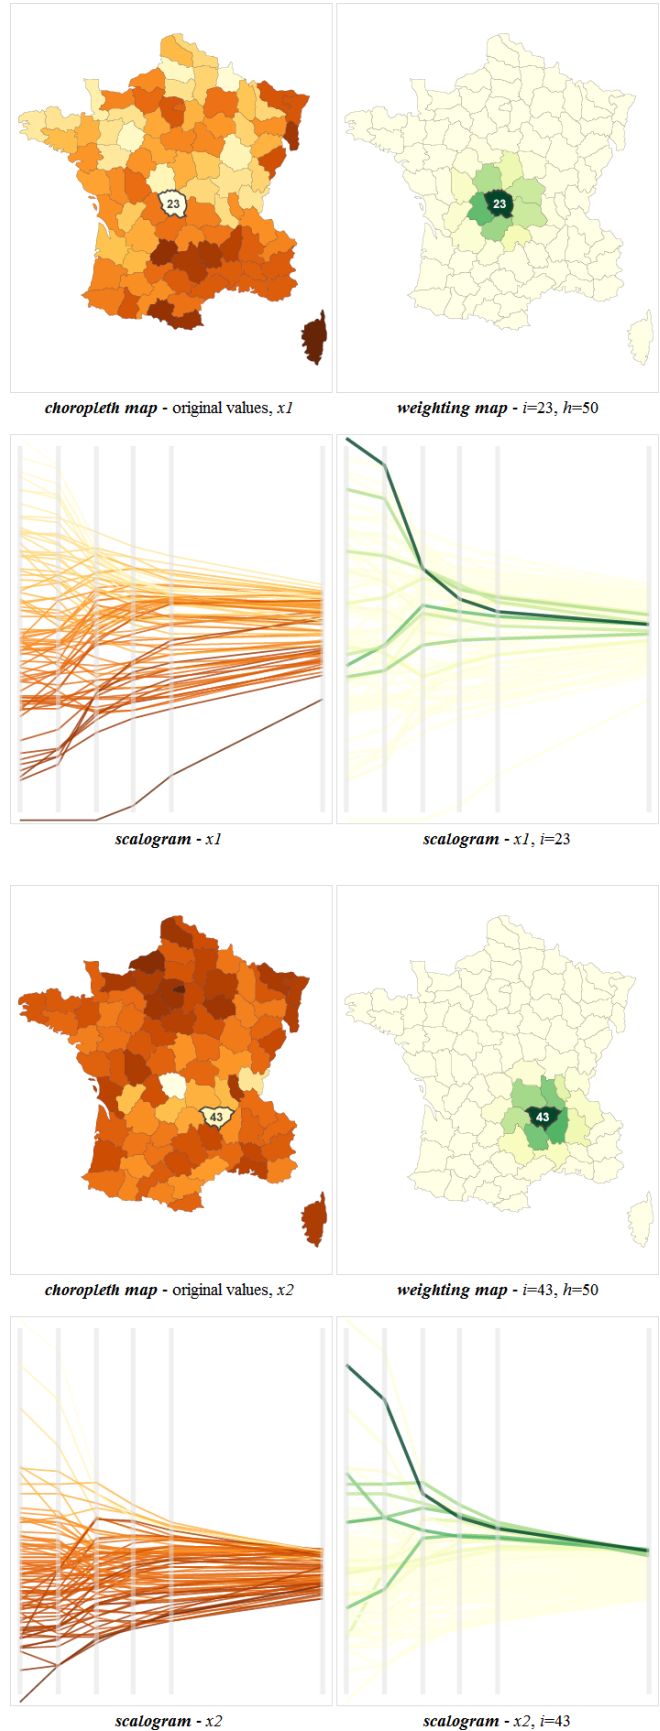 23
23
choropleth map - original values, x1
weighting map - i=23, h=50
scalogram - x1
scalogram - x1, i=23
43
43
choropleth map - original values, x2
weighting map - i=43, h=50
scalogram - x2
scalogram - x2, i=43